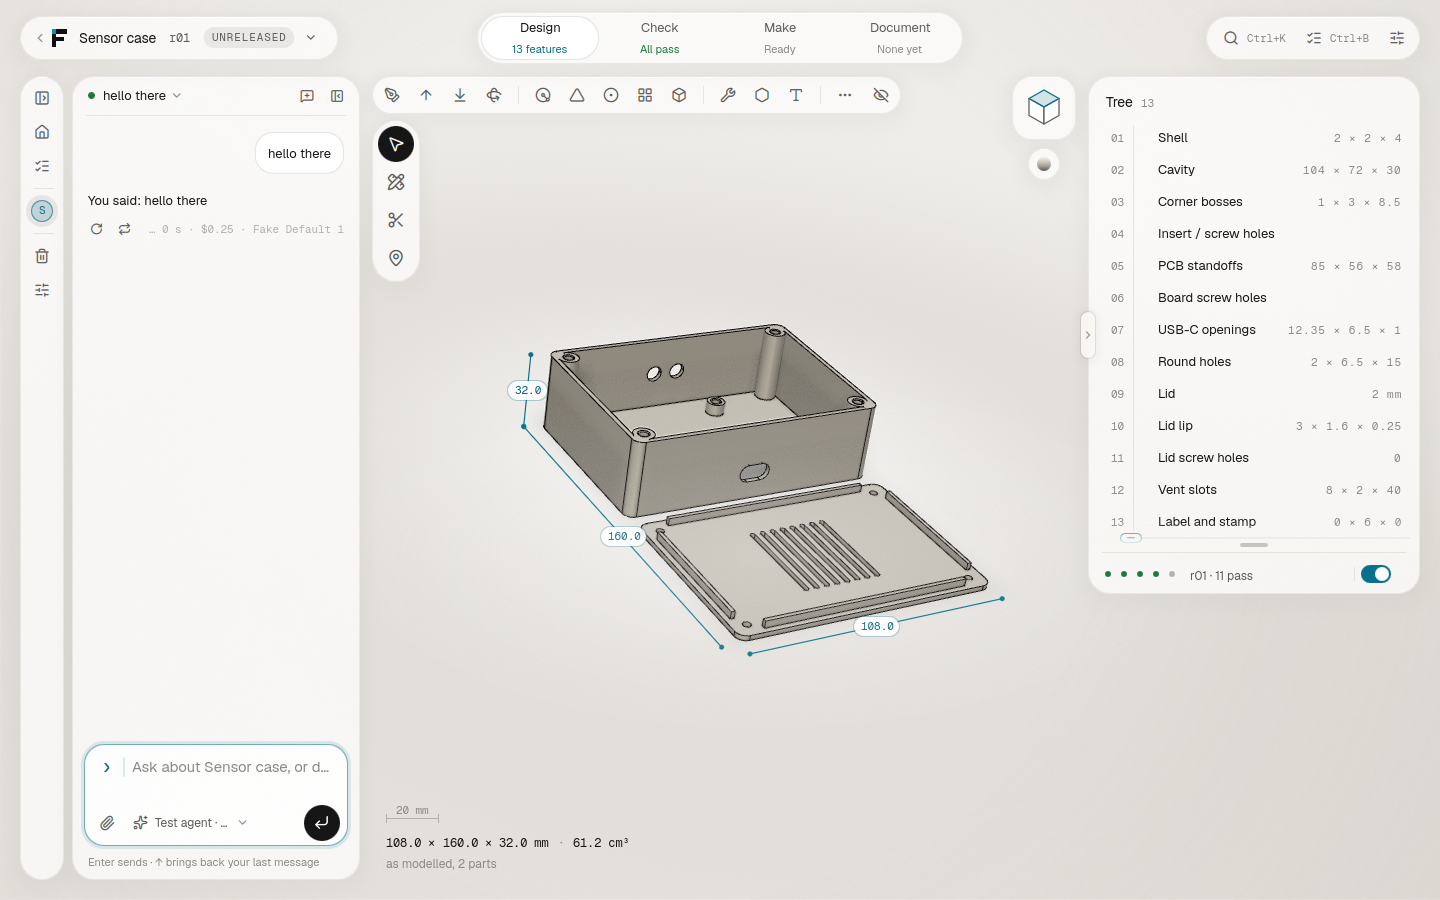 Sensor case r01 UNRELEASED
Design
13 features
Check
All pass
Make
Ready
Document
None yet
Ctrl+K
Ctrl+B
hello there
hello there
You said: hello there
… 0 s · $0.25 · Fake Default 1
S
Ask about Sensor case, or d…
Test agent · …
Enter sends · ↑ brings back your last message
32.0
160.0
108.0
20 mm
108.0 × 160.0 × 32.0 mm · 61.2 cm³
as modelled, 2 parts
Tree 13
01 Shell 2 × 2 × 4
02 Cavity 104 × 72 × 30
03 Corner bosses 1 × 3 × 8.5
04 Insert / screw holes
05 PCB standoffs 85 × 56 × 58
06 Board screw holes
07 USB-C openings 12.35 × 6.5 × 1
08 Round holes 2 × 6.5 × 15
09 Lid 2 mm
10 Lid lip 3 × 1.6 × 0.25
11 Lid screw holes 0
12 Vent slots 8 × 2 × 40
13 Label and stamp 0 × 6 × 0
r01 · 11 pass